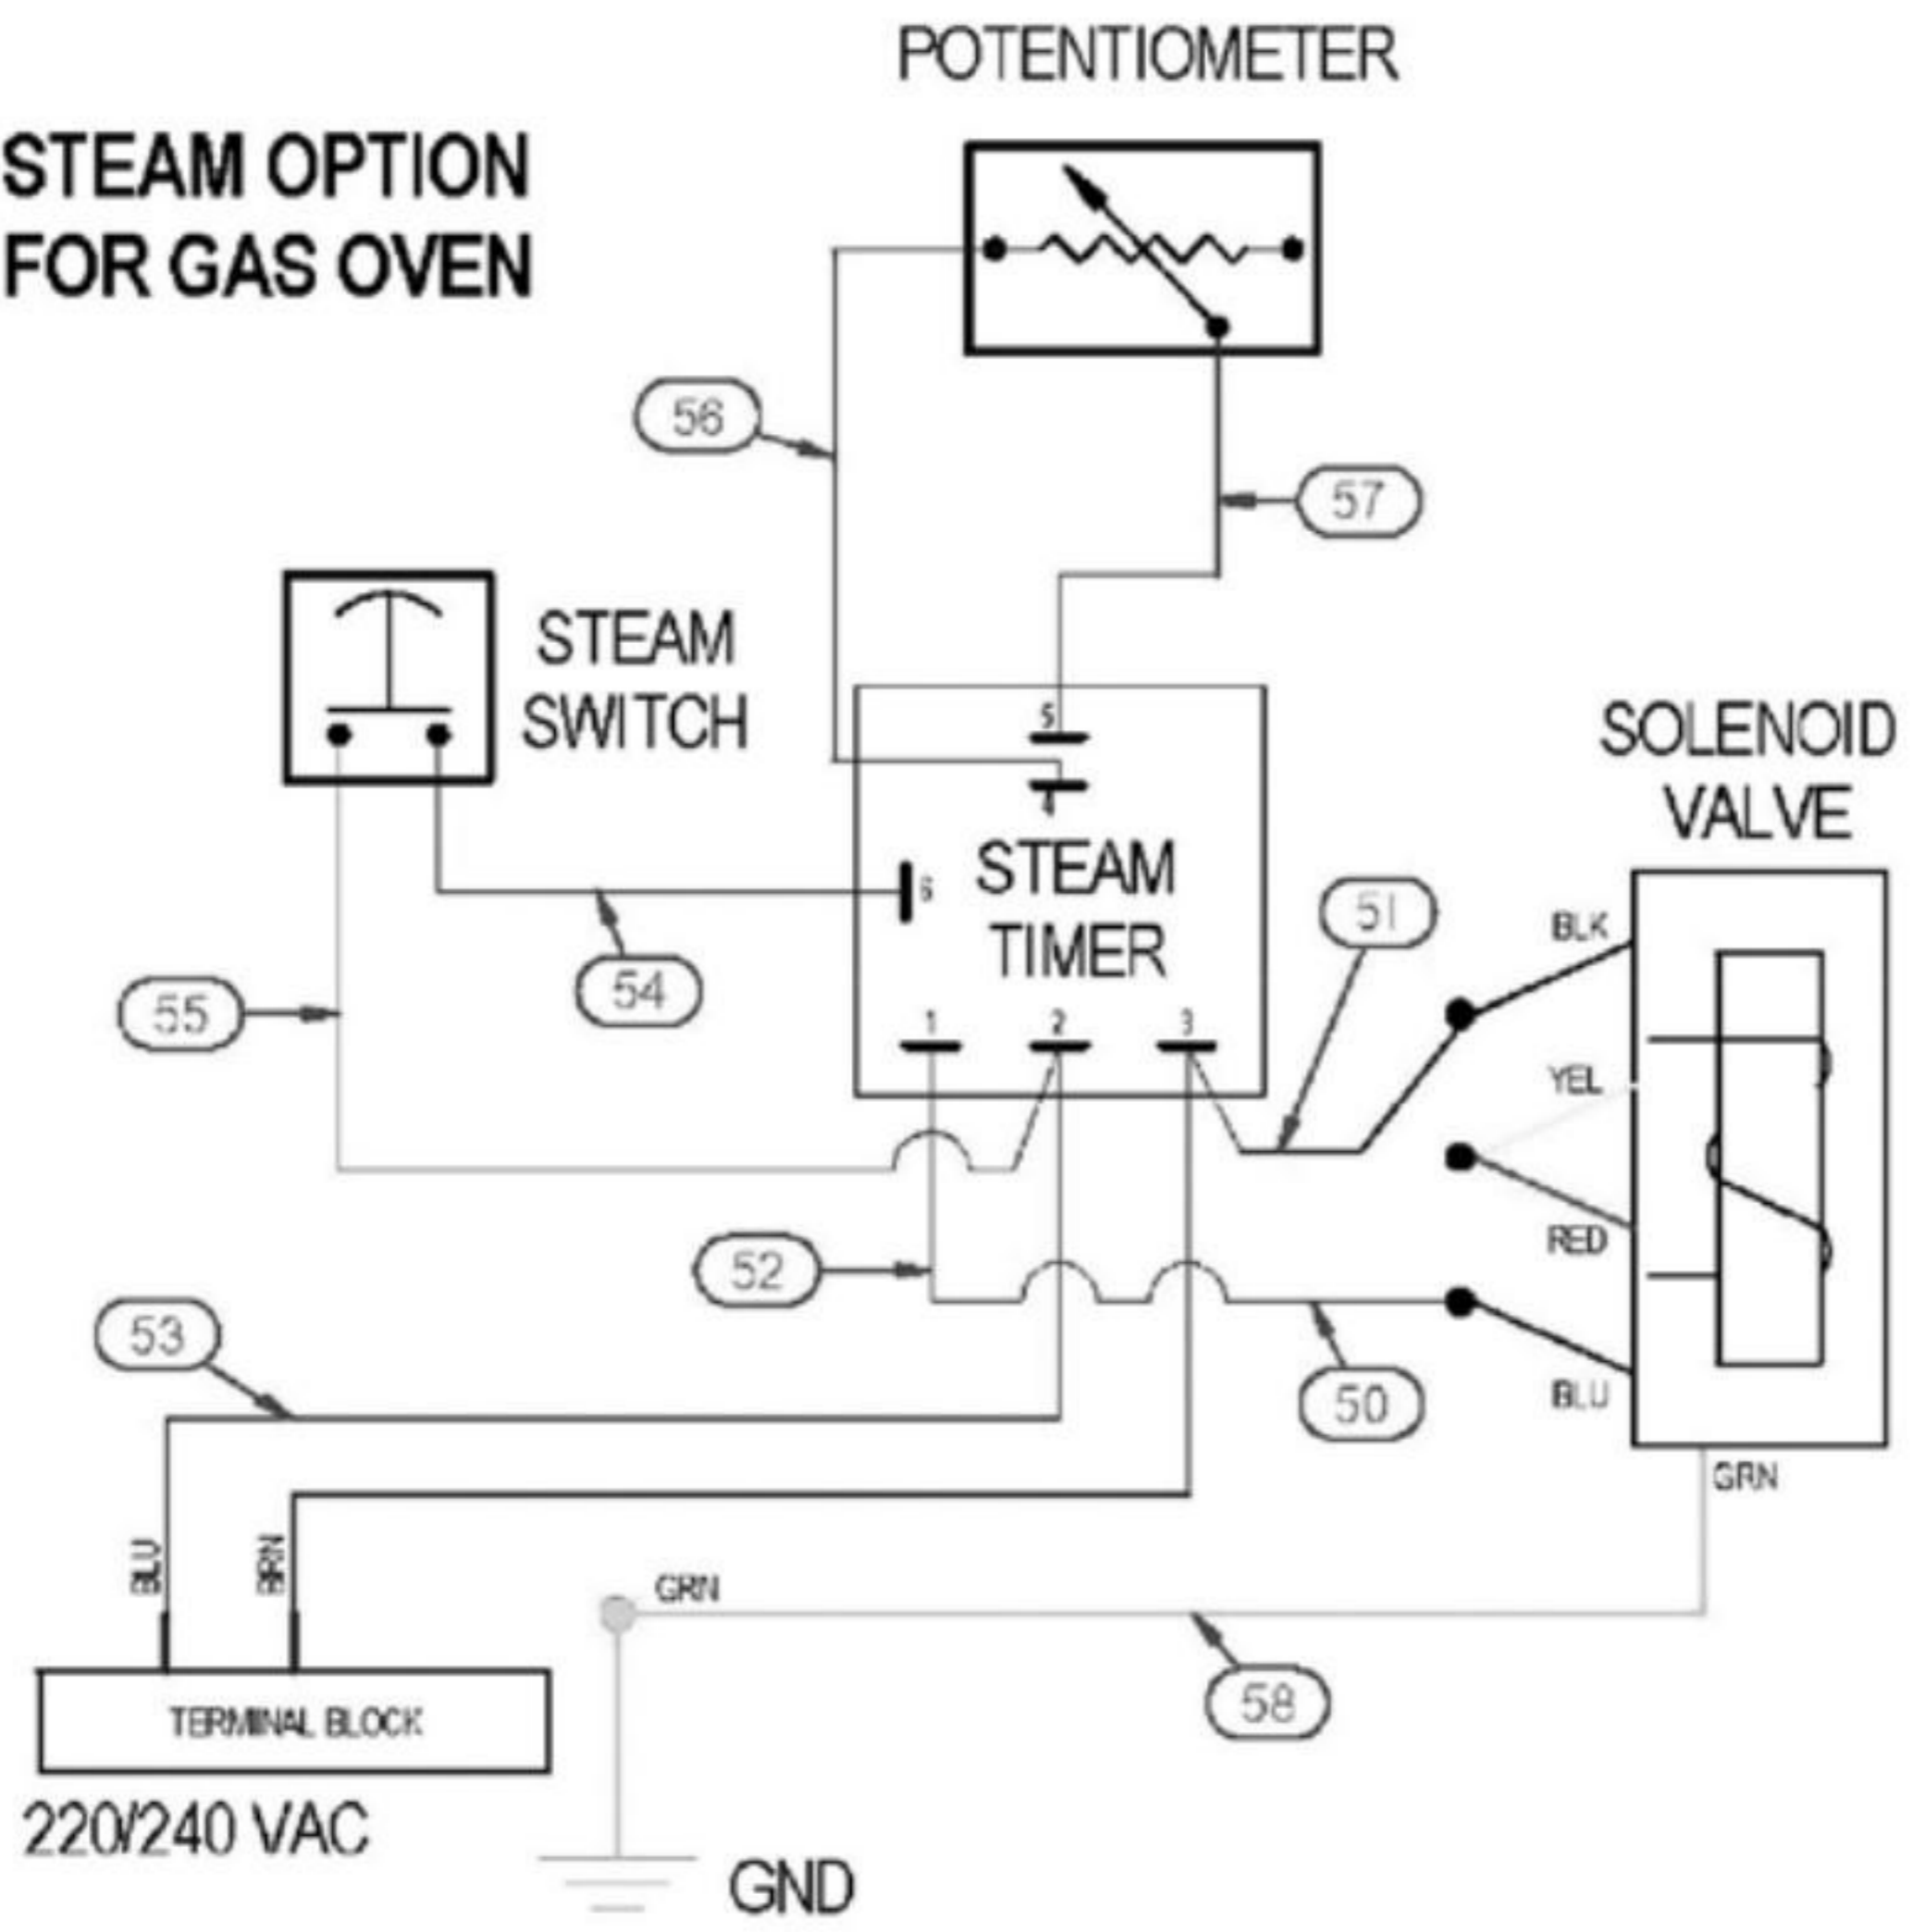 POTENTIOMETER
STEAM OPTION
FOR GAS OVEN
56
57
STEAM
SWITCH
5
4
SOLENOID
VALVE
STEAM
TIMER
6
51
BLK
54
55
1
2
3
YEL
RED
52
53
50
BLU
GRN
BLU
BRN
GRN
58
TERMINAL BLOCK
220/240 VAC
GND